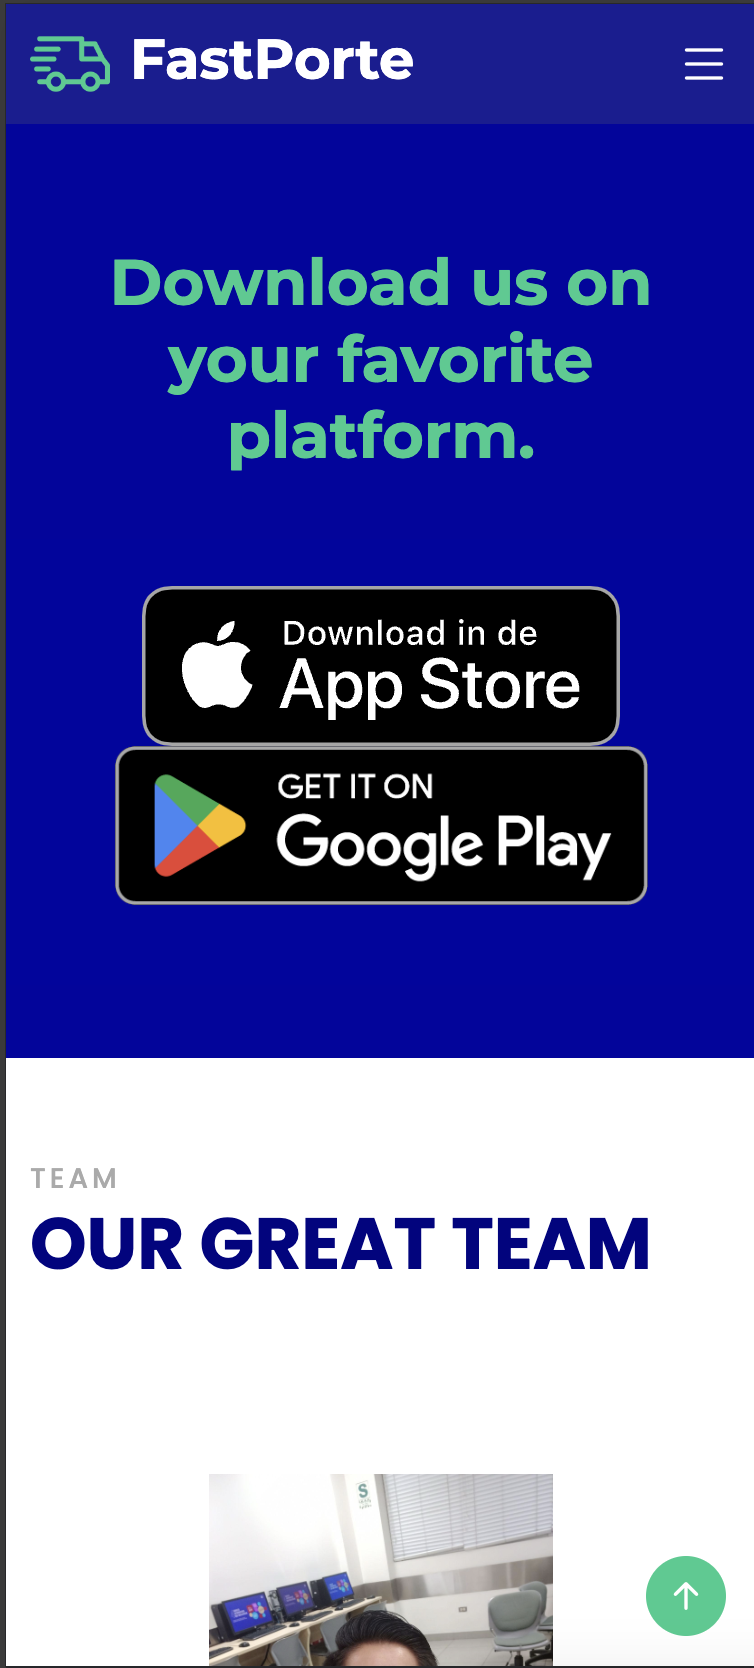 FastPorte
Download us on
your favorite
platform.
Download in de
App Store
GET IT ON
Google Play
TEAM
OUR GREAT TEAM
S